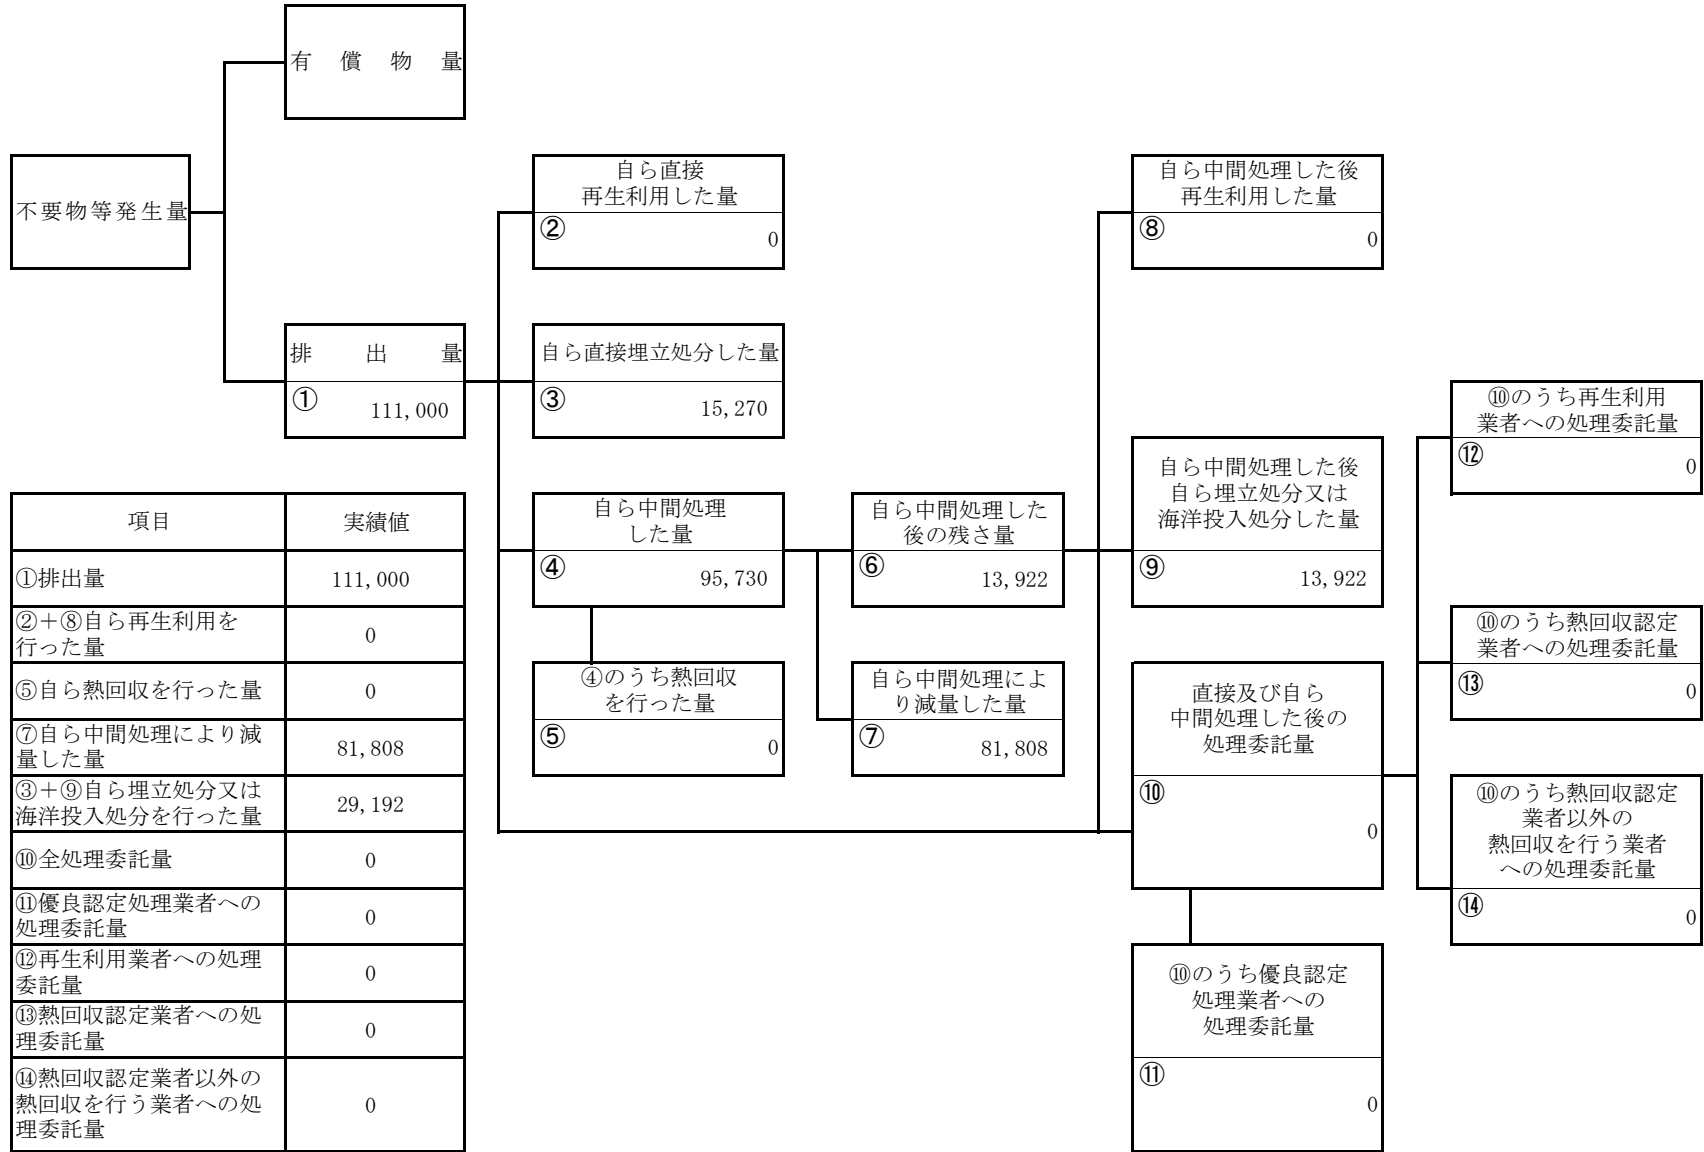 有償物量
不要物等発生量
自ら直接
再生利用した量
②
0
自ら中間処理した後
再生利用した量
⑧
0
排出量
①
111,000
自ら直接埋立処分した量
③
15,270
⑩のうち再生利用
業者への処理委託量
⑫
0
自ら中間処理
した量
④
95,730
自ら中間処理した
後の残さ量
⑥
13,922
自ら中間処理した後
自ら埋立処分又は
海洋投入処分した量
⑨
13,922
⑩のうち熱回収認定
業者への処理委託量
⑬
0
④のうち熱回収
を行った量
⑤
0
自ら中間処理によ
り減量した量
⑦
81,808
直接及び自ら
中間処理した後の
処理委託量
⑩
0
⑩のうち熱回収認定
業者以外の
熱回収を行う業者
への処理委託量
⑭
0
⑩のうち優良認定
処理業者への
処理委託量
⑪
0
項目 実績値
①排出量 111,000
②+⑧自ら再生利用を
行った量 0
⑤自ら熱回収を行った量 0
⑦自ら中間処理により減
量した量 81,808
③+⑨自ら埋立処分又は
海洋投入処分を行った量 29,192
⑩全処理委託量 0
⑪優良認定処理業者への
処理委託量 0
⑫再生利用業者への処理
委託量 0
⑬熱回収認定業者への処
理委託量 0
⑭熱回収認定業者以外の
熱回収を行う業者への処
理委託量 0